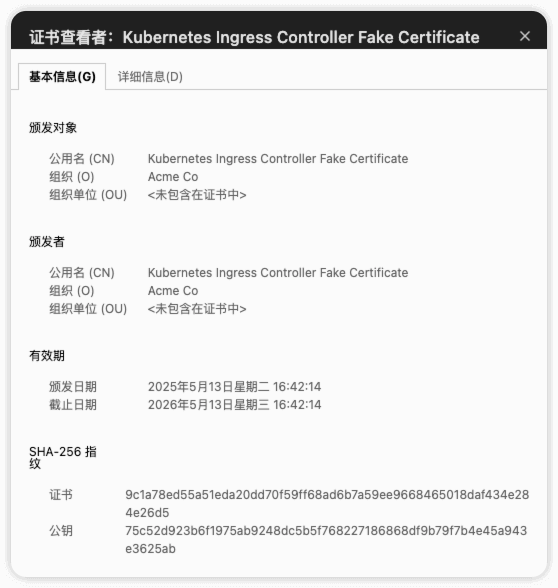 证书查看者：Kubernetes Ingress Controller Fake Certificate
基本信息(G) 详细信息(D)
颁发对象
公用名 (CN) Kubernetes Ingress Controller Fake Certificate
组织 (O) Acme Co
组织单位 (OU) <未包含在证书中>
颁发者
公用名 (CN) Kubernetes Ingress Controller Fake Certificate
组织 (O) Acme Co
组织单位 (OU) <未包含在证书中>
有效期
颁发日期 2025年5月13日星期二 16:42:14
截止日期 2026年5月13日星期三 16:42:14
SHA-256 指
纹
证书 9c1a78ed55a51eda20dd70f59ff68ad6b7a59ee9668465018daf434e28
4e26d5
公钥 75c52d923b6f1975ab9248dc5b5f768227186868df9b79f7b4e45a943
e3625ab